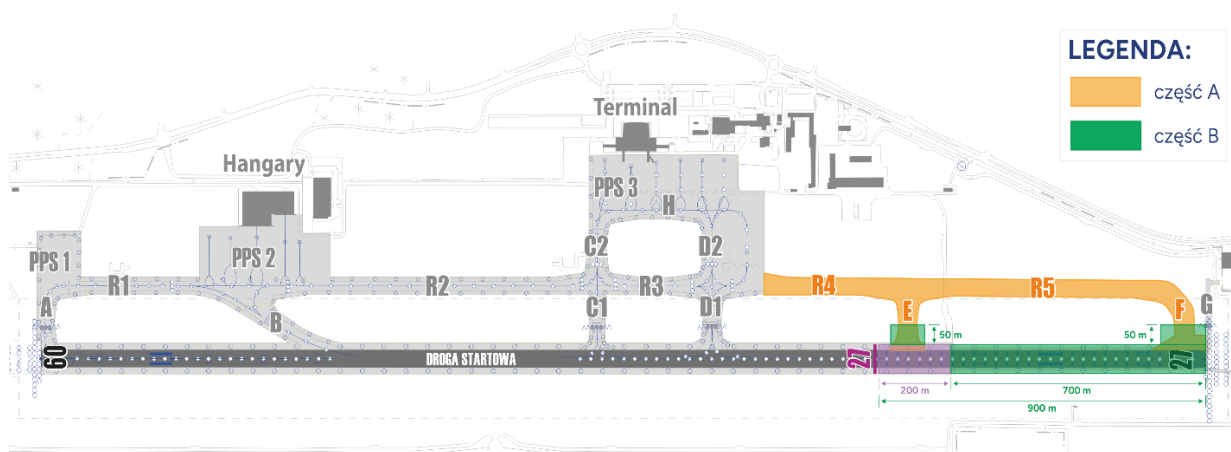 LEGENDA:
część A
część B
Terminal
Hangary
PPS 3
H
PPS 1
PPS 2
C2
D2
R1
R2
R3
R4
R5
A
B
C1
D1
E
F
G
50 m
50 m
09
DROGA STARTOWA
27
27
200 m
700 m
900 m